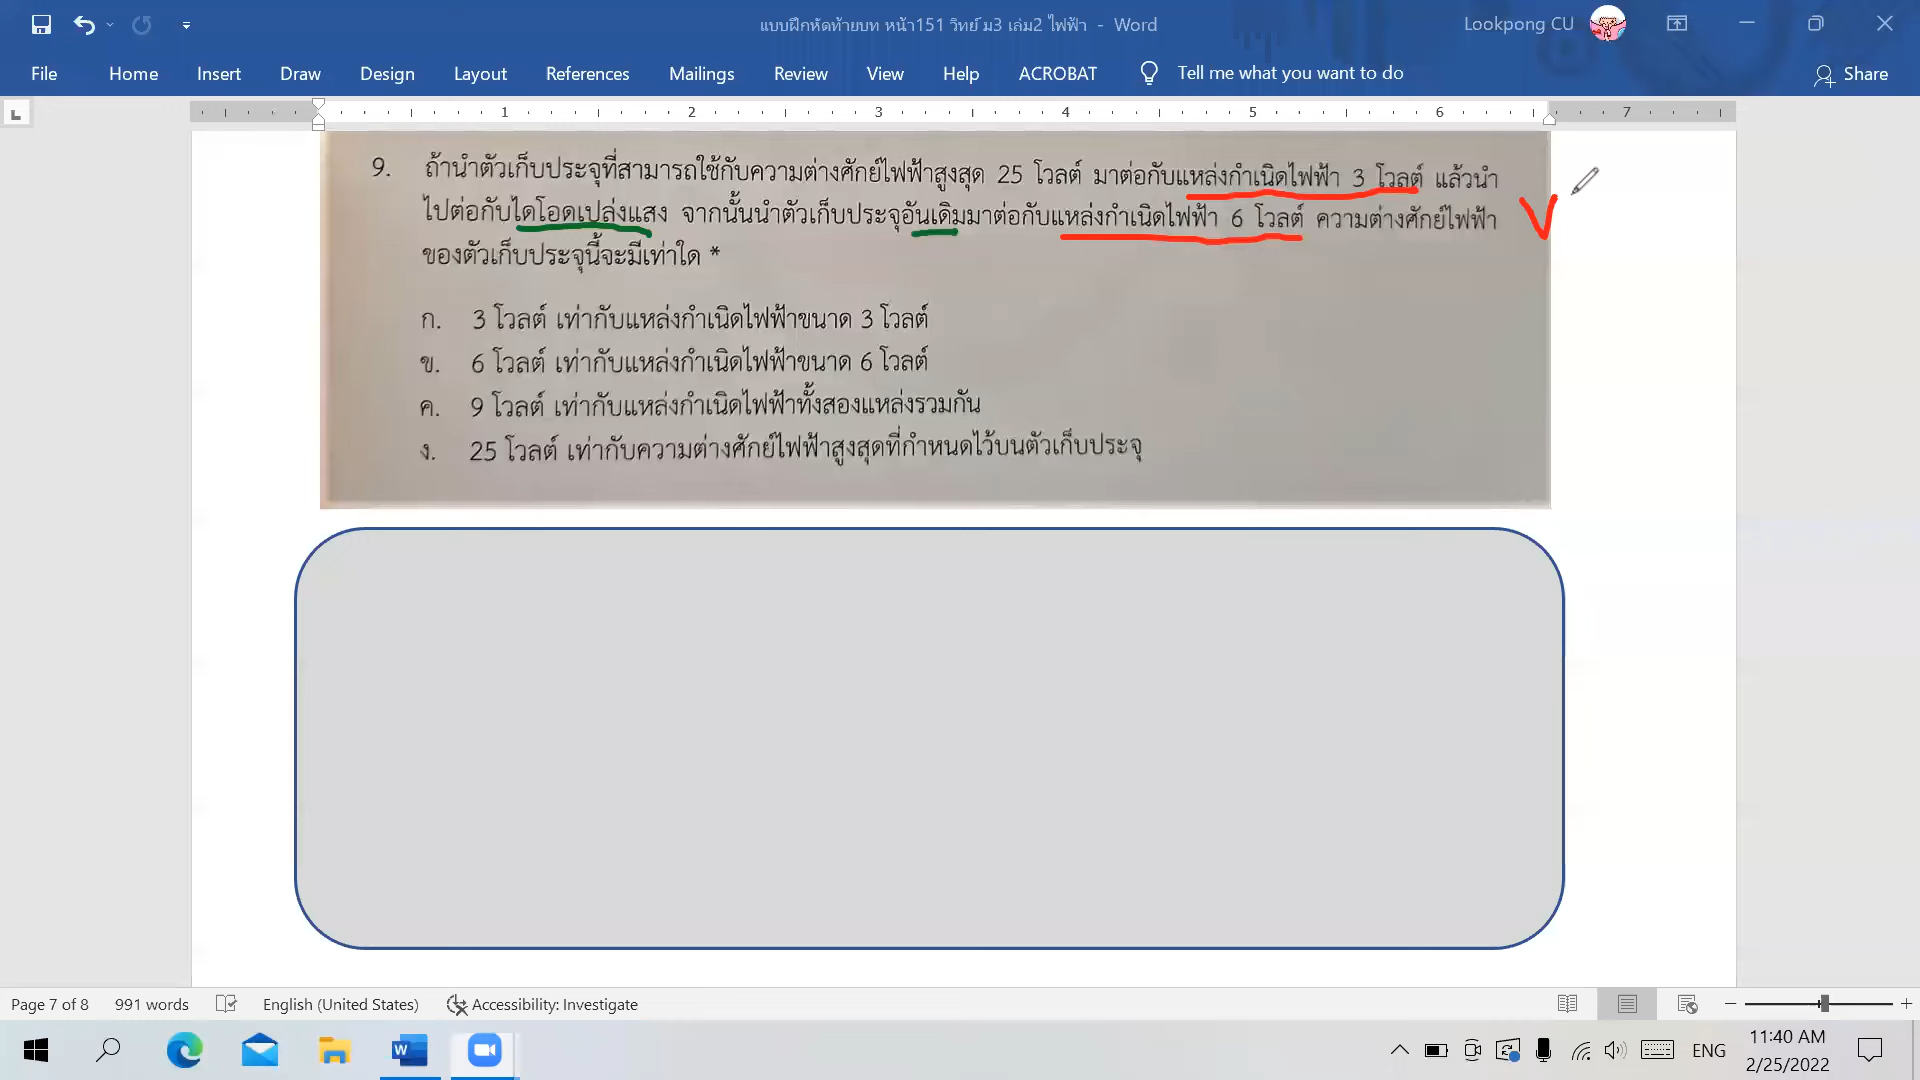 แบบฝึกหัดท้ายบท หน้า151 วิทย์ ม3 เล่ม2 ไฟฟ้า - Word
Lookpong CU
File Home Insert Draw Design Layout References Mailings Review View Help ACROBAT Tell me what you want to do Share
1 2 3 4 5 6 7
9. ถ้านำตัวเก็บประจุที่สามารถใช้กับความต่างศักย์ไฟฟ้าสูงสุด 25 โวลต์ มาต่อกับแหล่งกำเนิดไฟฟ้า 3 โวลต์ แล้วนำ
ไปต่อกับไดโอดเปล่งแสง จากนั้นนำตัวเก็บประจุอันเดิมมาต่อกับแหล่งกำเนิดไฟฟ้า 6 โวลต์ ความต่างศักย์ไฟฟ้า
ของตัวเก็บประจุนี้จะมีเท่าใด *
V
ก. 3 โวลต์ เท่ากับแหล่งกำเนิดไฟฟ้าขนาด 3 โวลต์
ข. 6 โวลต์ เท่ากับแหล่งกำเนิดไฟฟ้าขนาด 6 โวลต์
ค. 9 โวลต์ เท่ากับแหล่งกำเนิดไฟฟ้าทั้งสองแหล่งรวมกัน
ง. 25 โวลต์ เท่ากับความต่างศักย์ไฟฟ้าสูงสุดที่กำหนดไว้บนตัวเก็บประจุ
Page 7 of 8 991 words English (United States) Accessibility: Investigate
ENG
11:40 AM
2/25/2022